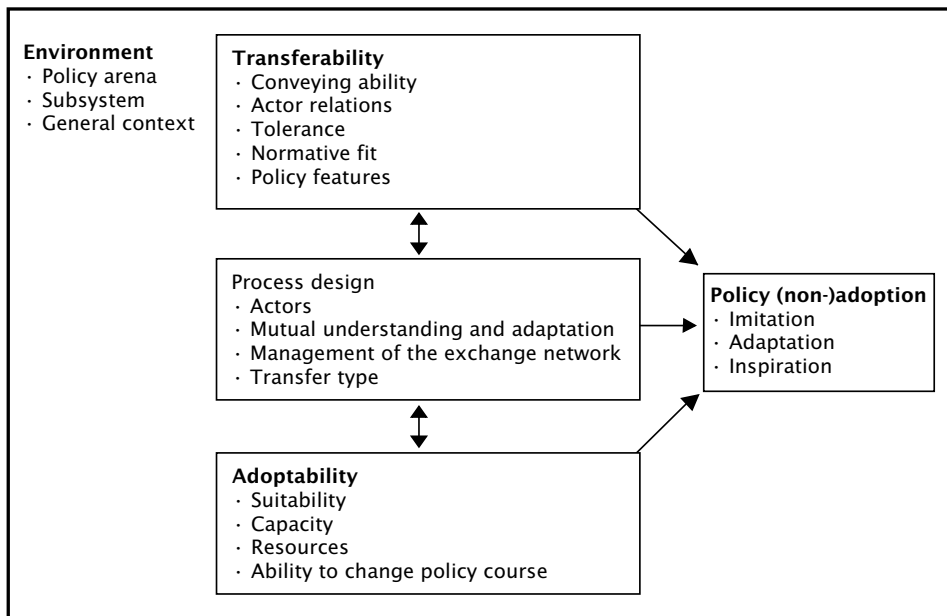 Environment
· Policy arena
· Subsystem
· General context
Transferability
· Conveying ability
· Actor relations
· Tolerance
· Normative fit
· Policy features
Process design
· Actors
· Mutual understanding and adaptation
· Management of the exchange network
· Transfer type
Policy (non-)adoption
· Imitation
· Adaptation
· Inspiration
Adoptability
· Suitability
· Capacity
· Resources
· Ability to change policy course